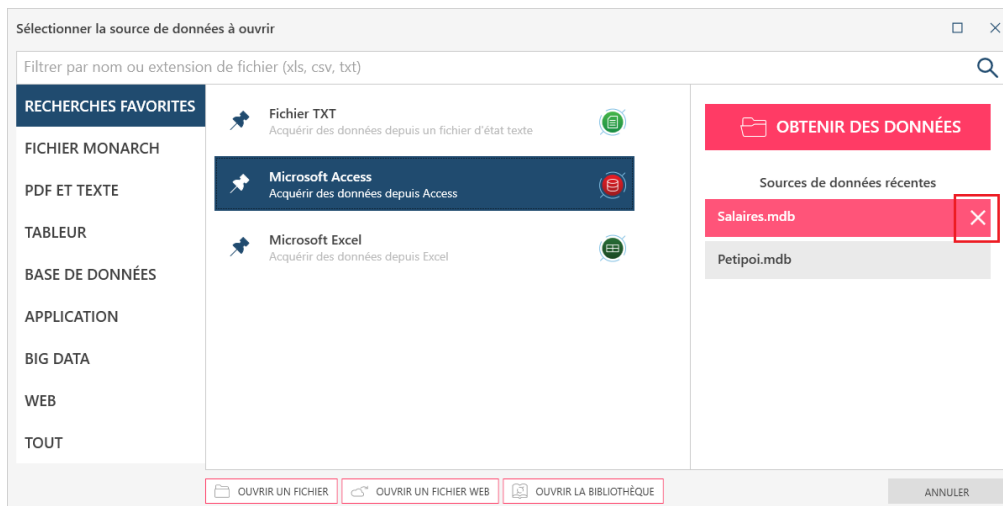 Sélectionner la source de données à ouvrir
Filtrer par nom ou extension de fichier (xls, csv, txt)
RECHERCHES FAVORITES
FICHIER MONARCH
PDF ET TEXTE
TABLEUR
BASE DE DONNÉES
APPLICATION
BIG DATA
WEB
TOUT
Fichier TXT
Acquérir des données depuis un fichier d'état texte
Microsoft Access
Acquérir des données depuis Access
Microsoft Excel
Acquérir des données depuis Excel
OBTENIR DES DONNÉES
Sources de données récentes
Salaires.mdb
Petipoi.mdb
OUVRIR UN FICHIER
OUVRIR UN FICHIER WEB
OUVRIR LA BIBLIOTHÈQUE
ANNULER